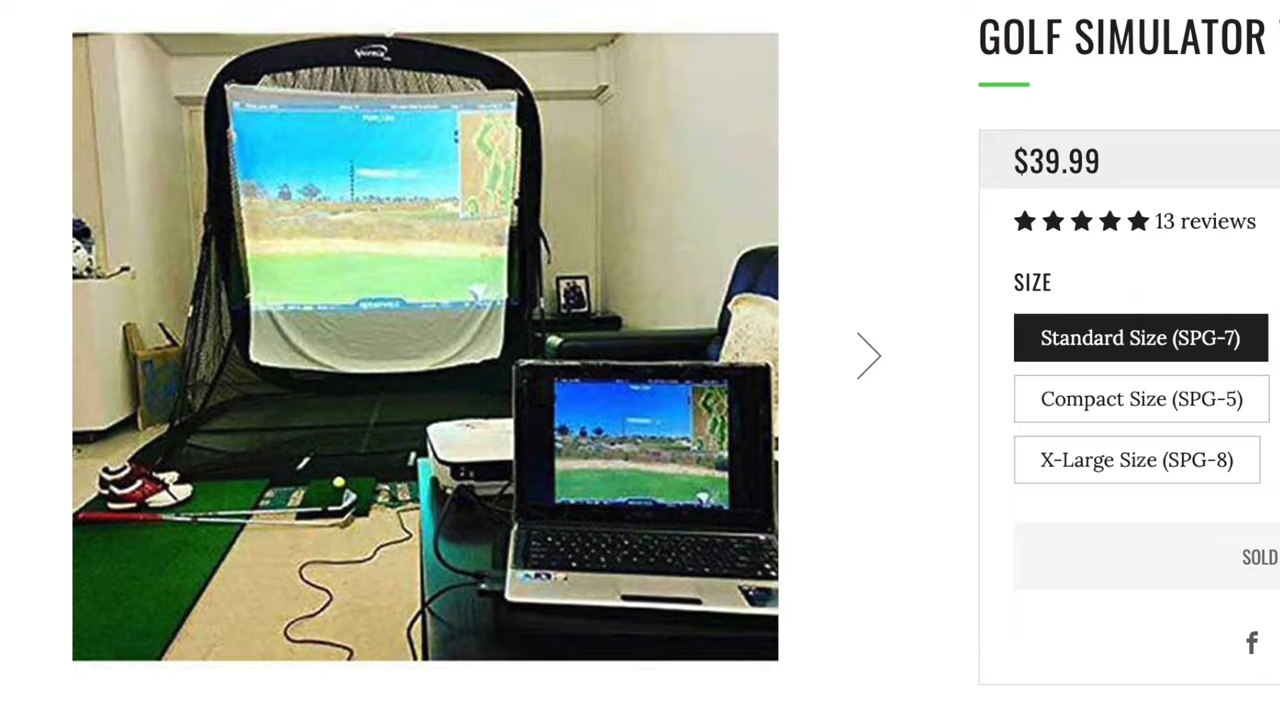 GOLF SIMULATOR
$39.99
13 reviews
SIZE
Standard Size (SPG-7)
Compact Size (SPG-5)
X-Large Size (SPG-8)
SOLD
f